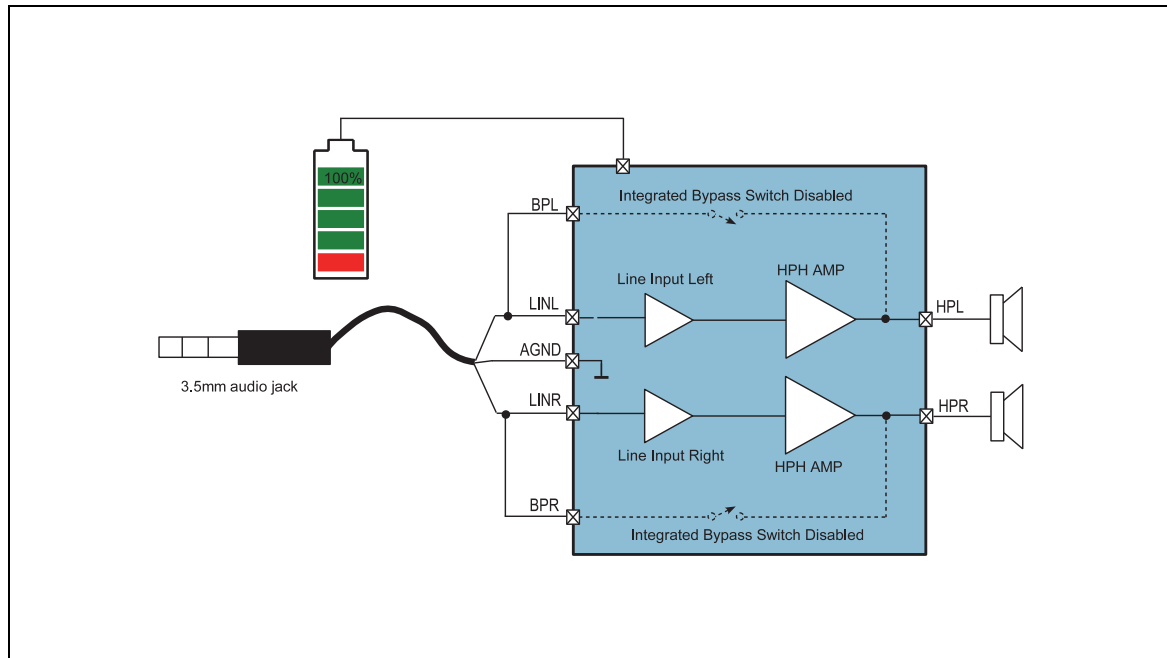 100%
Integrated Bypass Switch Disabled
BPL
HPH AMP
Line Input Left
LINL
HPL
AGND
3.5mm audio jack
LINR
HPR
Line Input Right
HPH AMP
BPR
Integrated Bypass Switch Disabled